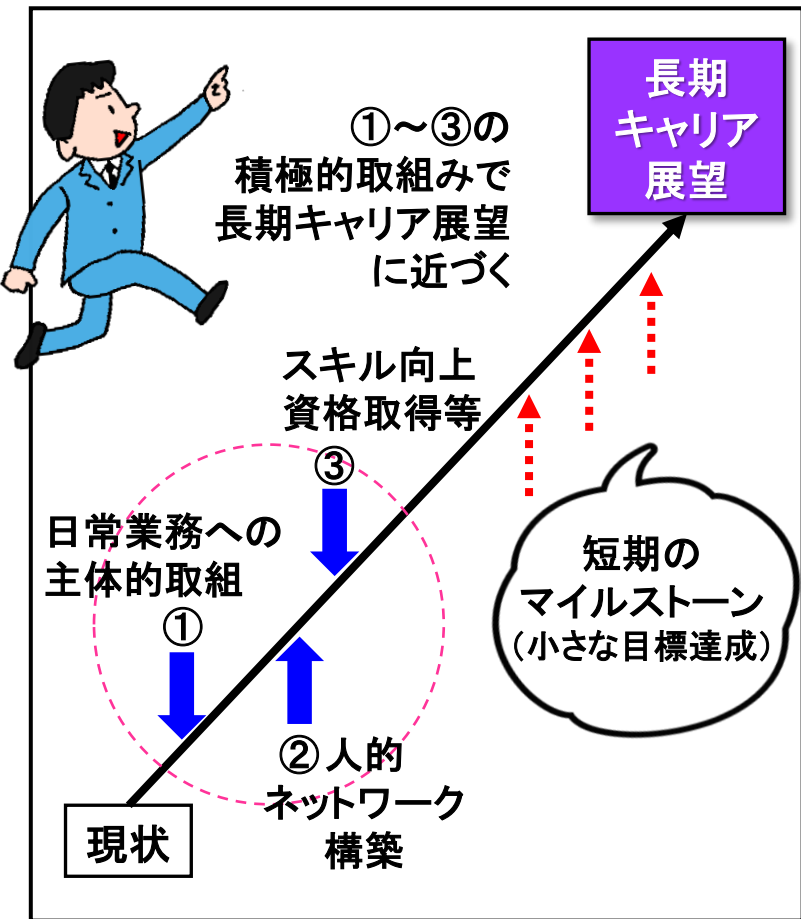 長期
キャリア
展望
①～③の
積極的取組みで
長期キャリア展望
に近づく
スキル向上
資格取得等
③
日常業務への
主体的取組
①
短期の
マイルストーン
（小さな目標達成）
②人的
ネットワーク
構築
現状